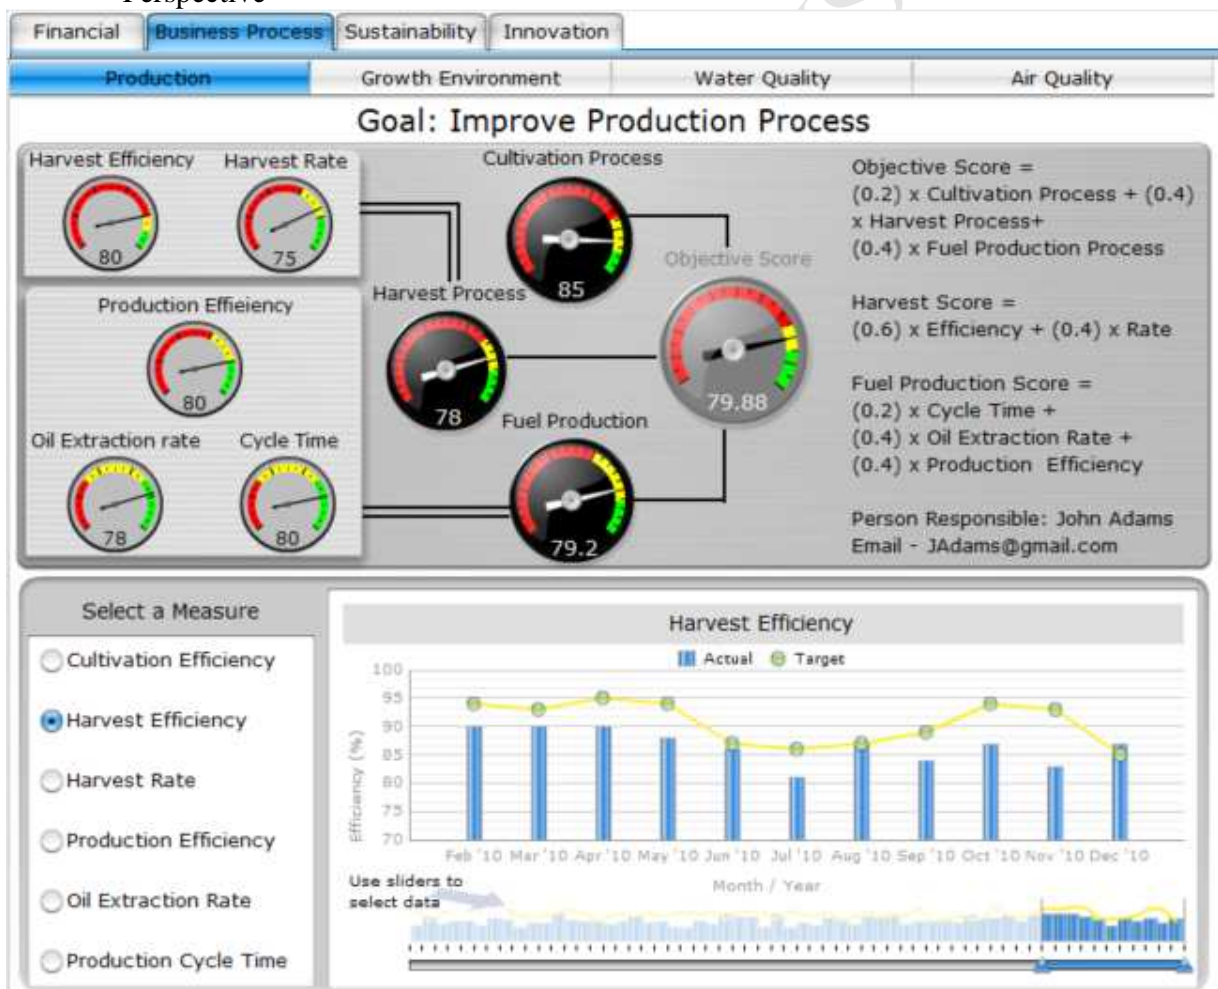 Perspective
Financial Business Process Sustainability Innovation
Production Growth Environment Water Quality Air Quality
Goal: Improve Production Process
Harvest Efficiency Harvest Rate
80 75
Production Effieiency
80
Oil Extraction rate Cycle Time
78 80
Cultivation Process
85
Harvest Process
78
Fuel Production
79.2
Objective Score
79.88
Objective Score =
(0.2) x Cultivation Process + (0.4)
x Harvest Process+
(0.4) x Fuel Production Process
Harvest Score =
(0.6) x Efficiency + (0.4) x Rate
Fuel Production Score =
(0.2) x Cycle Time +
(0.4) x Oil Extraction Rate +
(0.4) x Production Efficiency
Person Responsible: John Adams
Email - JAdams@gmail.com
Select a Measure
Cultivation Efficiency
Harvest Efficiency
Harvest Rate
Production Efficiency
Oil Extraction Rate
Production Cycle Time
Harvest Efficiency
Actual Target
Efficiency (%)
100
95
90
85
80
75
70
Feb '10 Mar '10 Apr '10 May '10 Jun '10 Jul '10 Aug '10 Sep '10 Oct '10 Nov '10 Dec '10
Month / Year
Use sliders to
select data